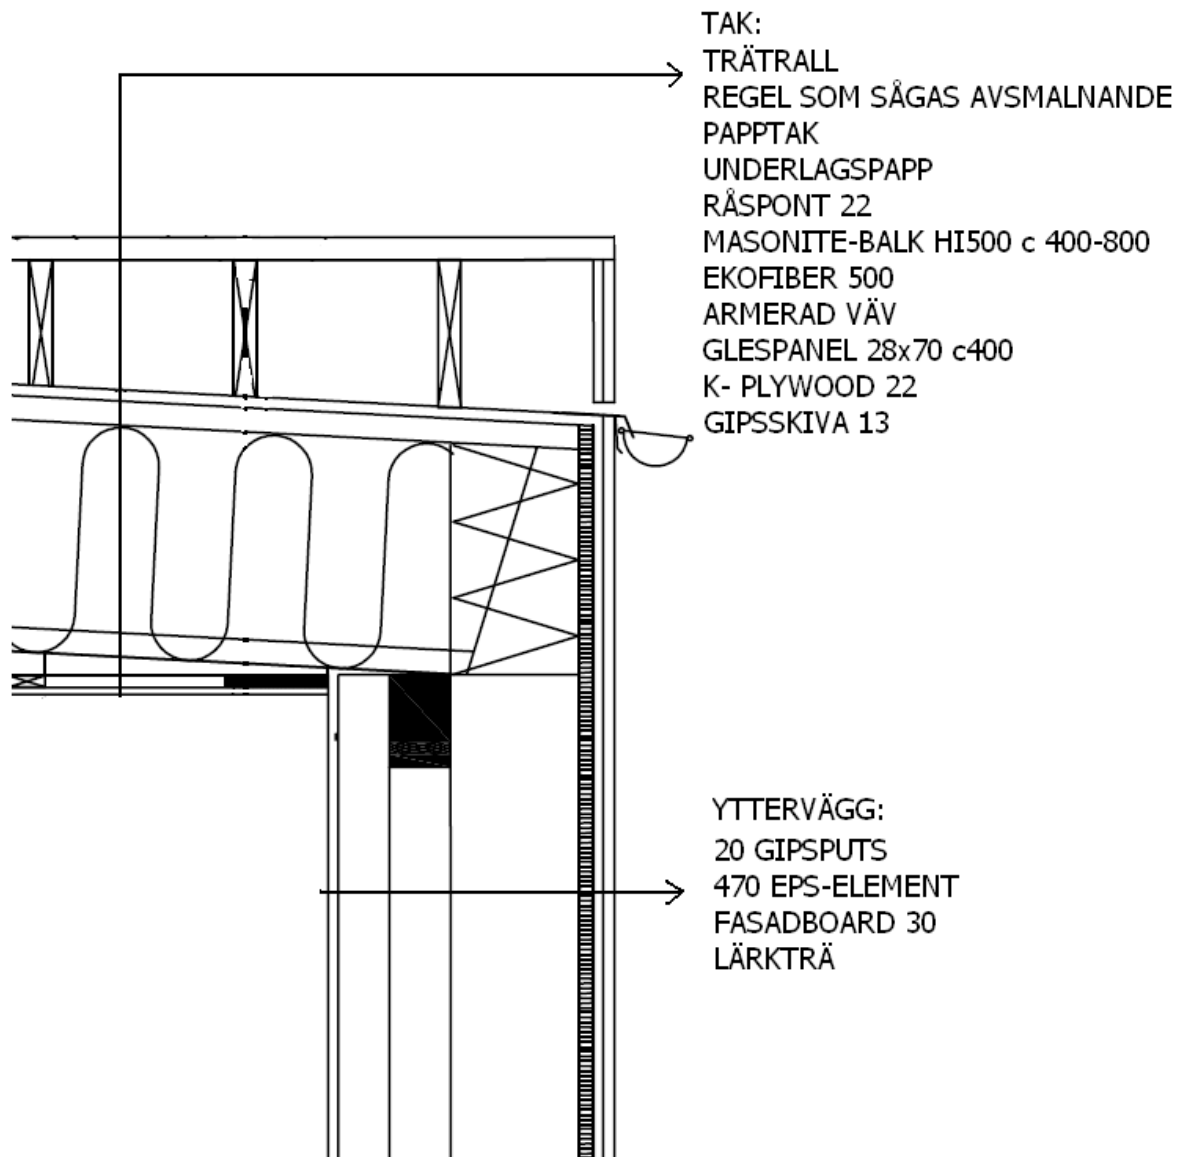 TAK:
TRÄTRALL
REGEL SOM SÅGAS AVSMALNANDE
PAPPTAK
UNDERLAGSPAPP
RÅSPONT 22
MASONITE-BALK HI500 c 400-800
EKOFIBER 500
ARMERAD VÄV
GLESPANEL 28x70 c400
K- PLYWOOD 22
GIPSSKIVA 13
YTTERVÄGG:
20 GIPSPUTS
470 EPS-ELEMENT
FASADBOARD 30
LÄRKTRÄ